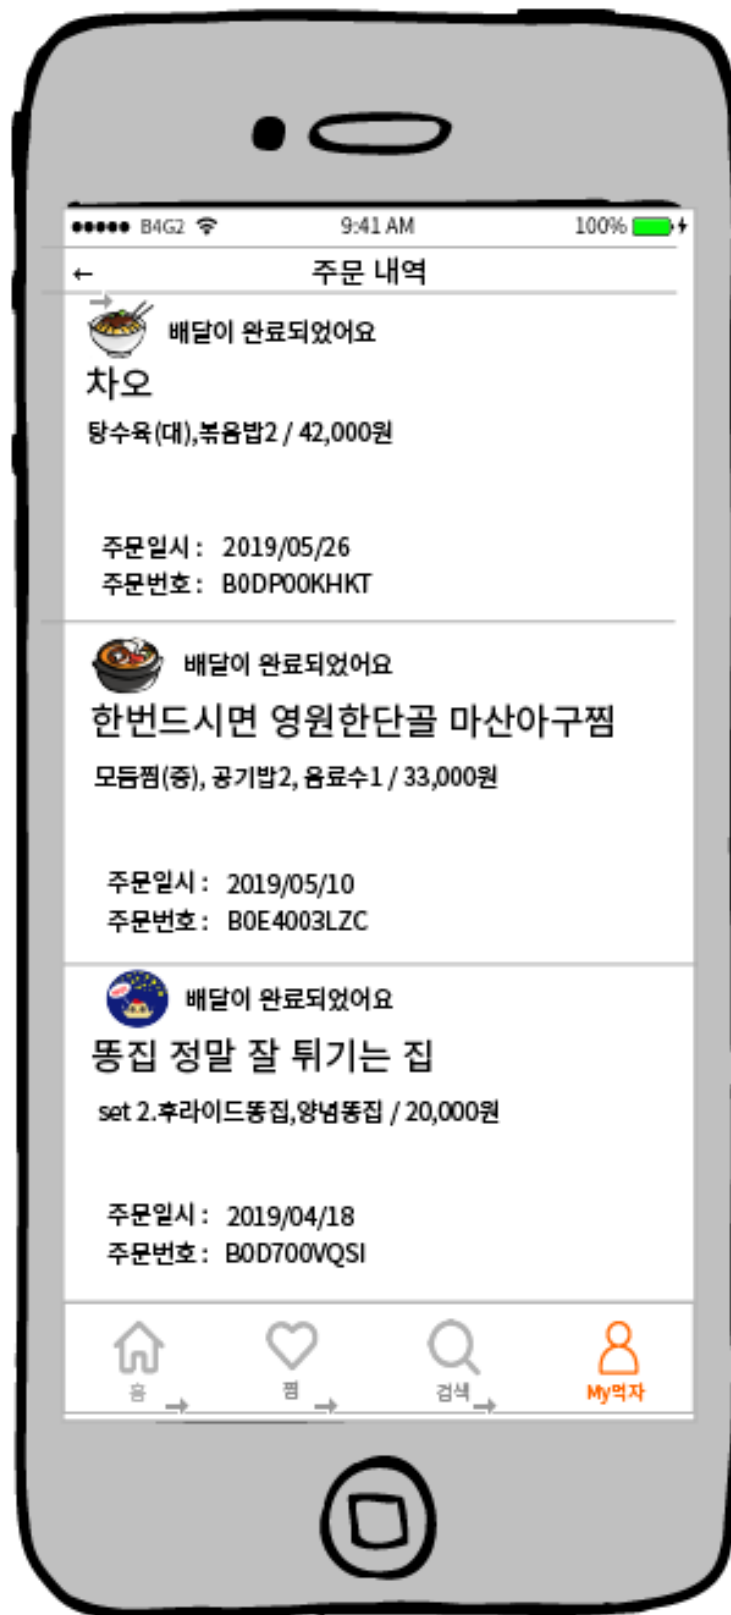 B4G2 9:41 AM 100%
← 주문 내역
배달이 완료되었어요
차오
탕수육(대),볶음밥2 / 42,000원
주문일시 : 2019/05/26
주문번호 : B0DP00KHKT
배달이 완료되었어요
한번드시면 영원한단골 마산아구찜
모듬찜(중), 공기밥2, 음료수1 / 33,000원
주문일시 : 2019/05/10
주문번호 : B0E4003LZC
배달이 완료되었어요
똥집 정말 잘 튀기는 집
set 2.후라이드똥집,양념똥집 / 20,000원
주문일시 : 2019/04/18
주문번호 : B0D700VQSI
홈 찜 검색 My먹자